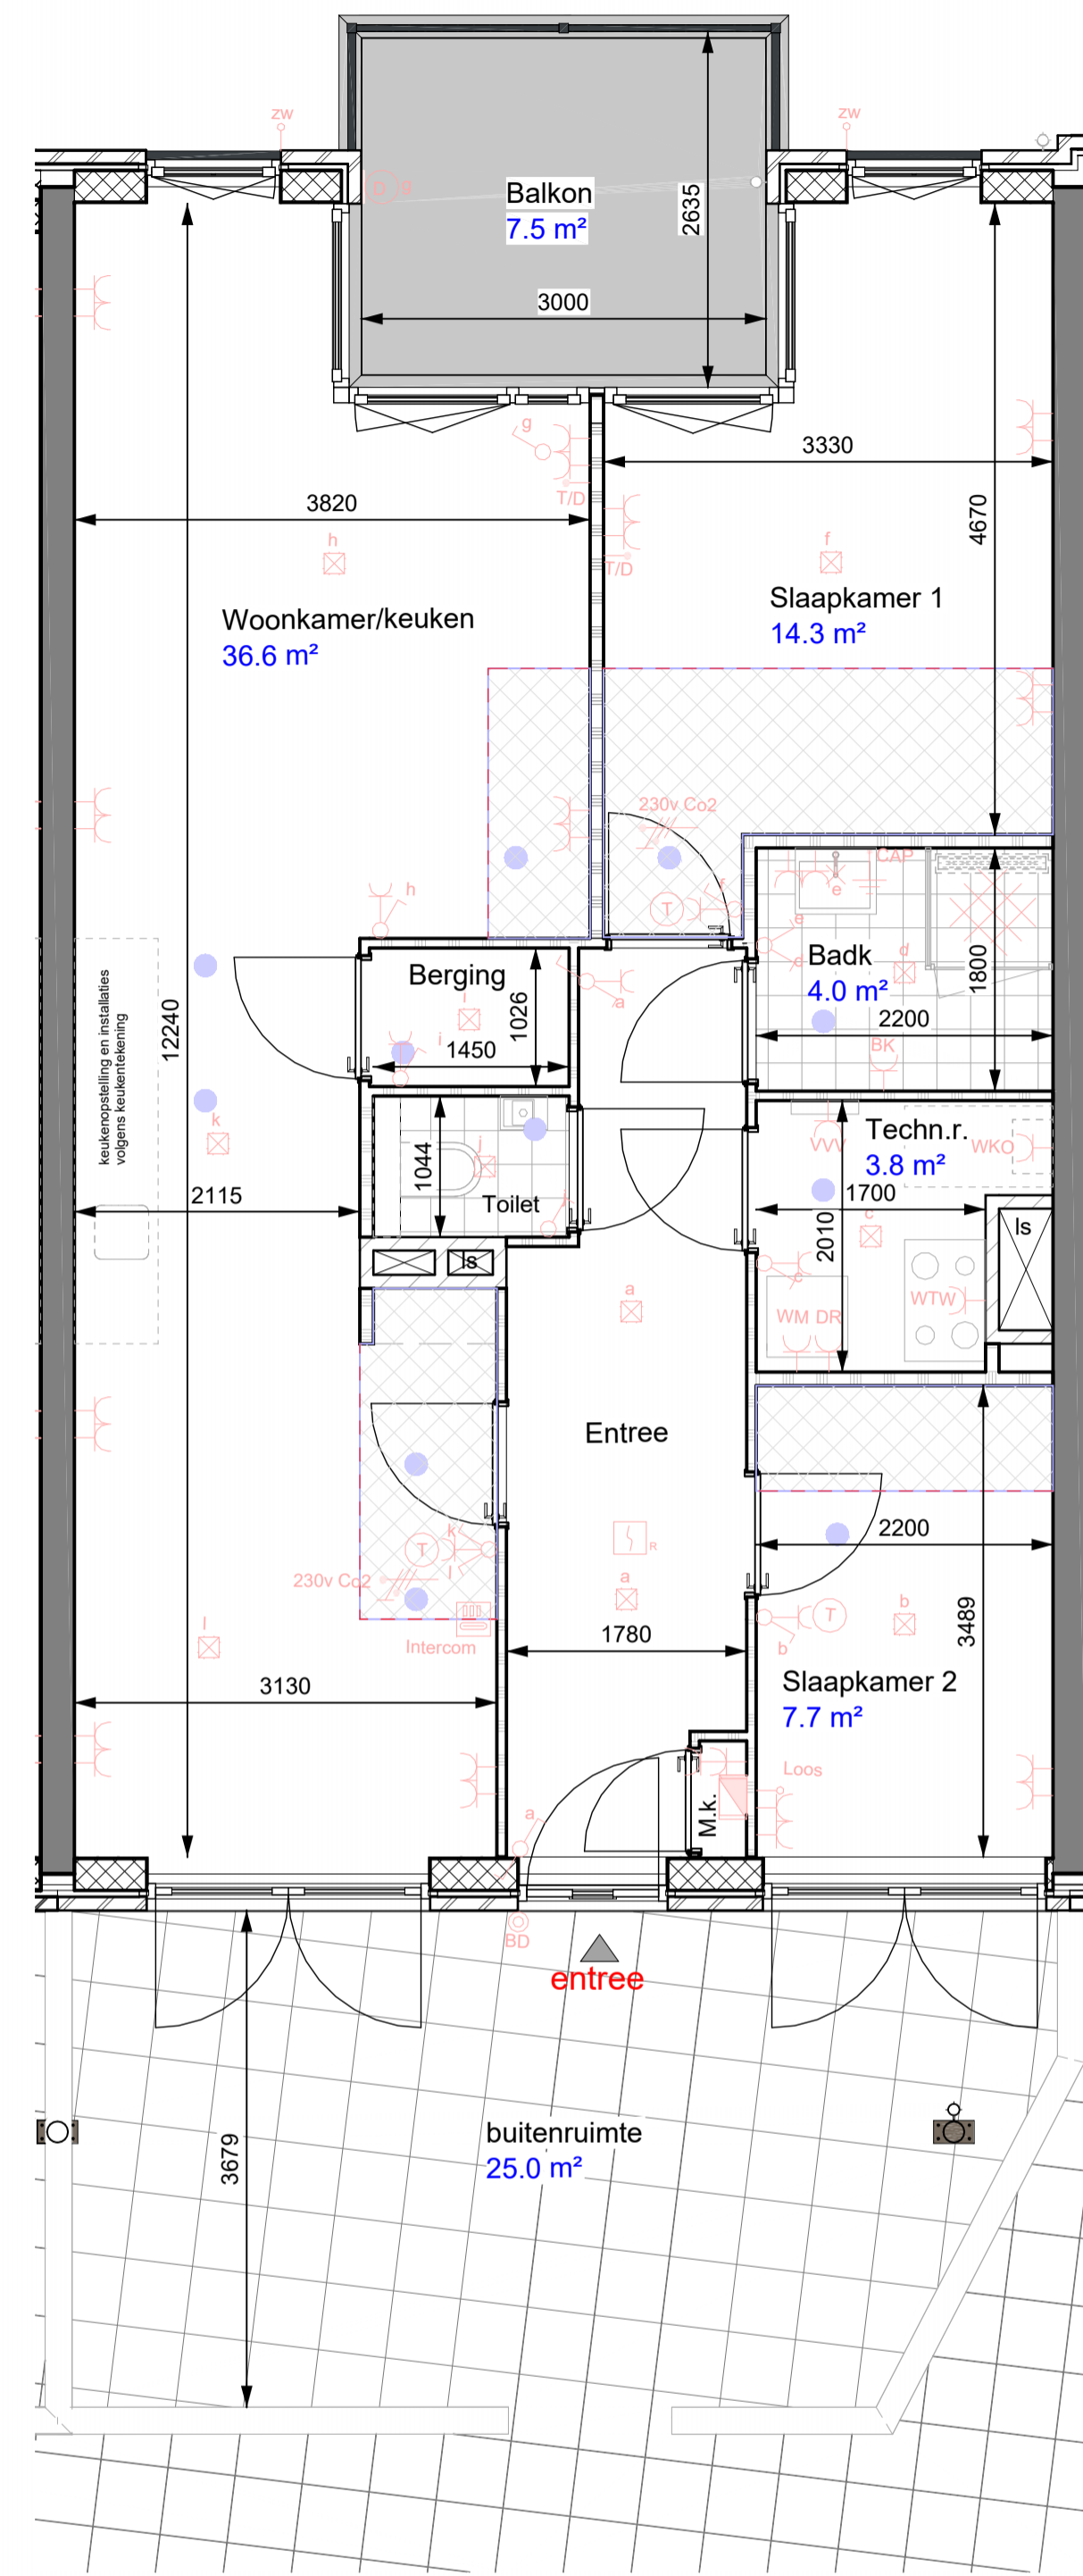 zw
zw
D
g
Balkon
7.5 m²
2635
3000
g
T/D
3330
3820
4670
h
f
T/D
Slaapkamer 1
14.3 m²
Woonkamer/keuken
36.6 m²
230v Co2
CAP
e
h
T
f
e
Badk
4.0 m²
d
d
1800
2200
BK
Berging
i
1026
1450
i
a
keukenopstelling en installaties
volgens keukentekening
12240
k
2115
1044
j
Toilet
j
ls
VVV
Techn.r.
3.8 m²
WKO
1700
2010
c
ls
c
WM DR
WTW
a
Entree
R
a
T
k
l
230v Co2
Intercom
l
1780
3130
2200
3489
T
b
b
Slaapkamer 2
7.7 m²
Loos
M.k.
a
BD
entree
buitenruimte
25.0 m²
3679